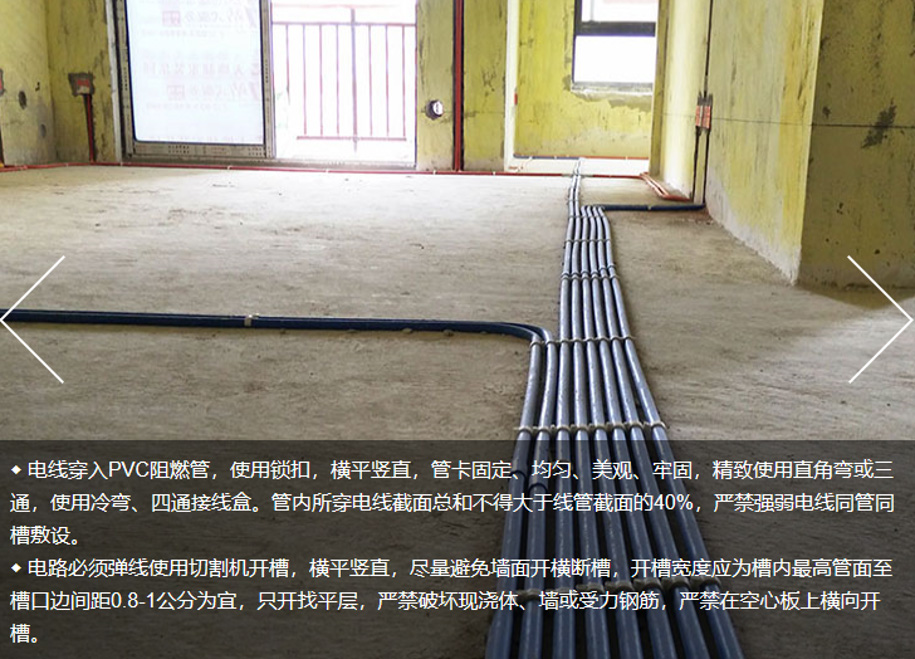 ◆ 电线穿入PVC阻燃管，使用锁扣，横平竖直，管卡固定、均匀、美观、牢固，精致使用直角弯或三
通，使用冷弯、四通接线盒。管内所穿电线截面总和不得大于线管截面的40%，严禁强弱电线同管同
槽敷设。
◆ 电路必须弹线使用切割机开槽，横平竖直，尽量避免墙面开横断槽，开槽宽度应为槽内最高管面至
槽口边间距0.8-1公分为宜，只开找平层，严禁破坏现浇体、墙或受力钢筋，严禁在空心板上横向开
槽。